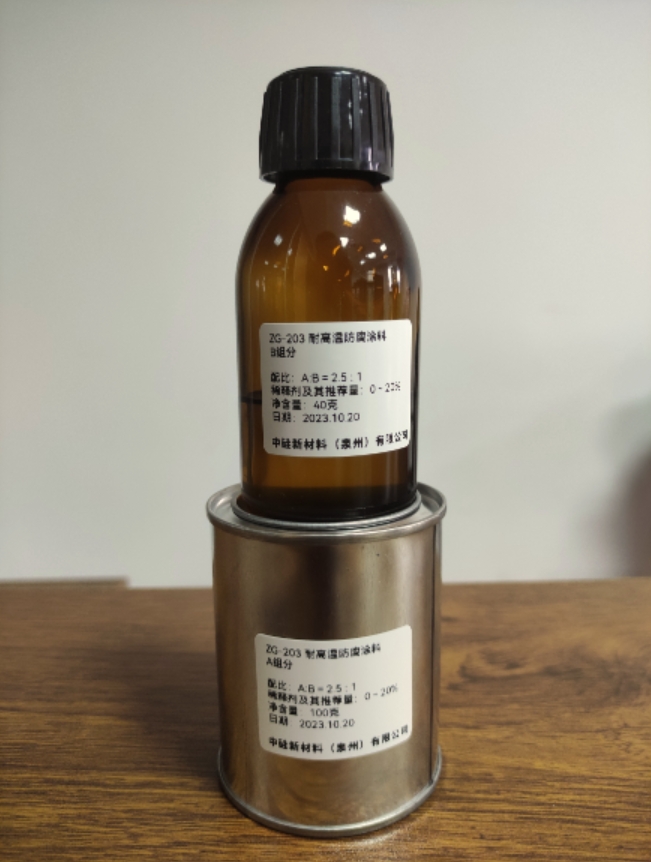 ZG-203 耐高温防腐涂料
B组分
配比：A:B=2.5：1
稀释剂及其推荐量：0-20%
净含量：40克
日期：2023.10.20
中硅新材料（泉州）有限公司
ZG-203 耐高温防腐涂料
A组分
配比：A:B=2.5：1
稀释剂及其推荐量：0-20%
净含量 100克
日期 2023.10.20
中硅新材料（泉州）有限公司